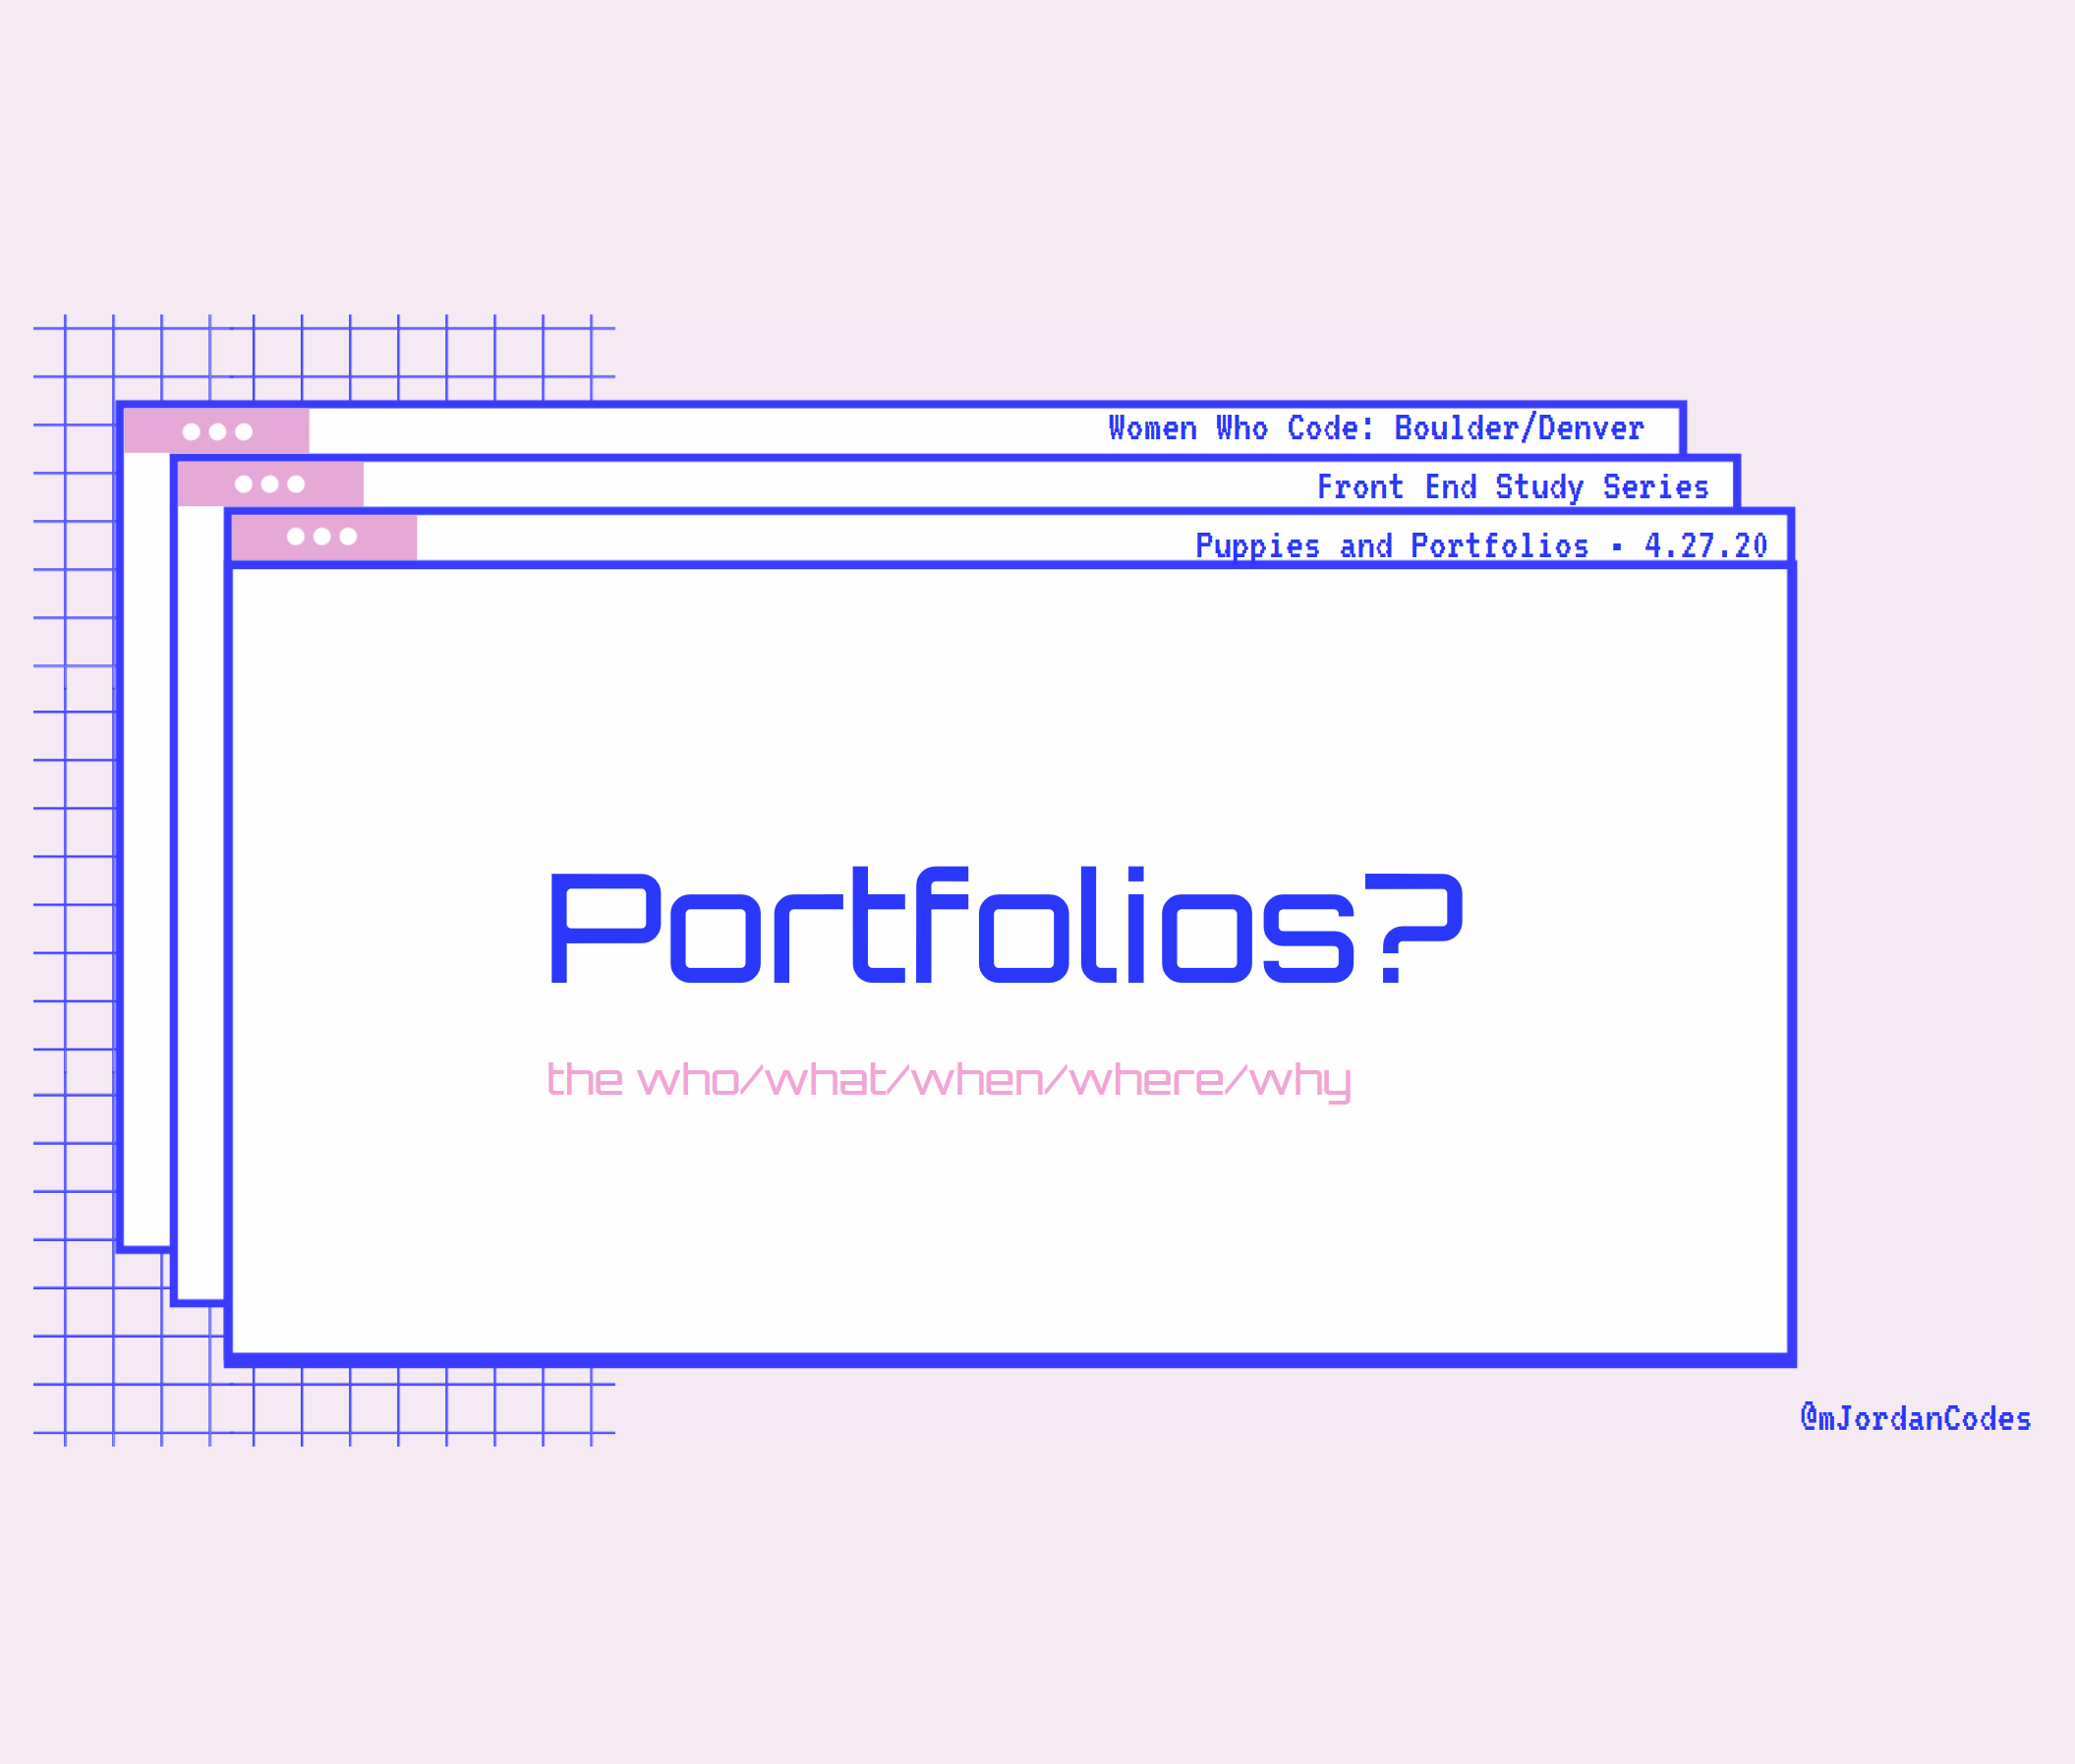 Women Who Code: Boulder/Denver
Front End Study Series
Puppies and Portfolios - 4.27.20
Portfolios?
the who/what/when/where/why
@mJordanCodes